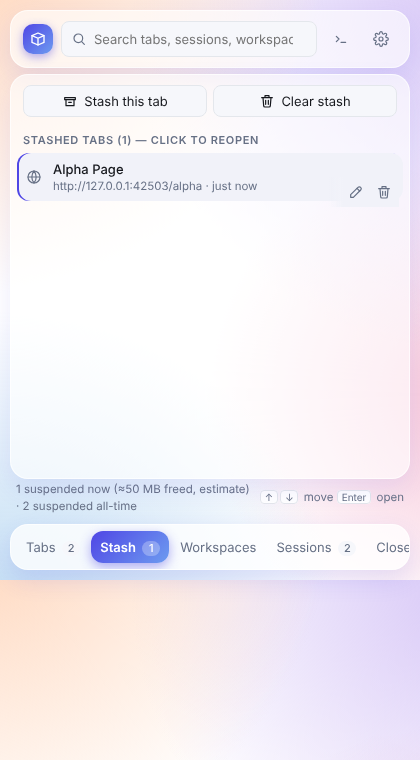 Search tabs, sessions, workspac
Stash this tab
Clear stash
STASHED TABS (1) — CLICK TO REOPEN
Alpha Page
http://127.0.0.1:42503/alpha · just now
1 suspended now (≈50 MB freed, estimate)
· 2 suspended all-time
↑ ↓ move Enter open
Tabs 2 Stash 1 Workspaces Sessions 2 Close